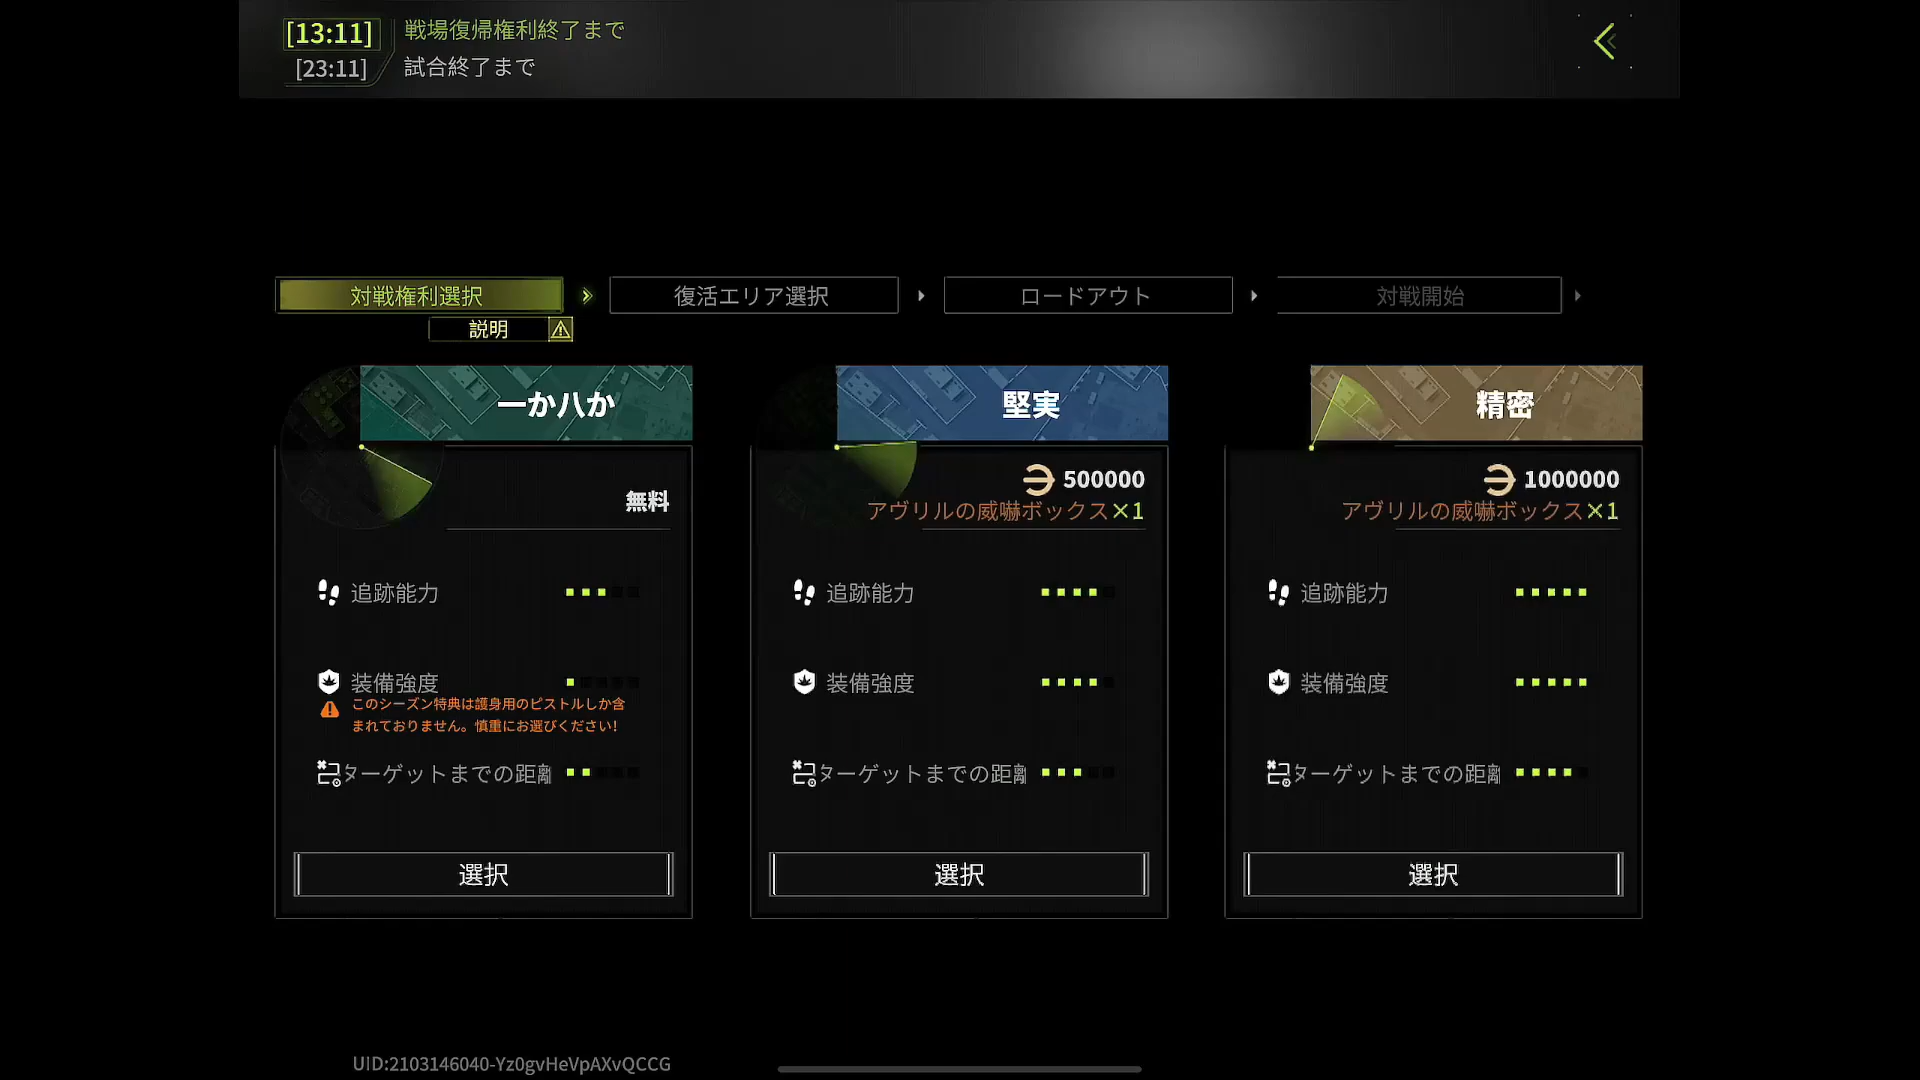 [13:11] 戦場復帰権利終了まで
[23:11] 試合終了まで
対戦権利選択
復活エリア選択
ロードアウト
対戦開始
説明
一か八か
無料
追跡能力
装備強度
このシーズン特典は護身用のピストルしか含
まれておりません。慎重にお選びください!
ターゲットまでの距離
選択
堅実
500000
アヴリルの威嚇ボックス×1
追跡能力
装備強度
ターゲットまでの距離
選択
精密
1000000
アヴリルの威嚇ボックス×1
追跡能力
装備強度
ターゲットまでの距離
選択
UID:2103146040-Yz0gvHeVpAXvQCCG